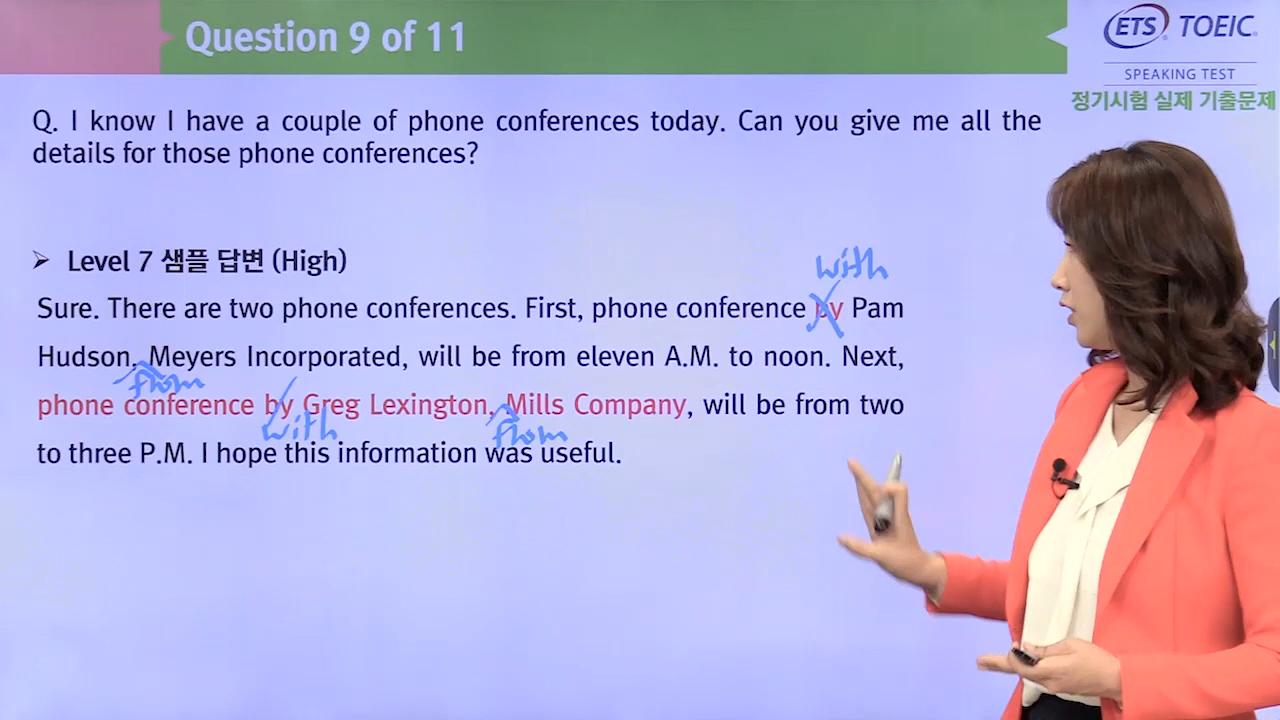 Question 9 of 11
ETS® TOEIC®
SPEAKING TEST
정기시험 실제 기출문제
Q. I know I have a couple of phone conferences today. Can you give me all the
details for those phone conferences?
➢ Level 7 샘플 답변 (High)
with
Sure. There are two phone conferences. First, phone conference by Pam
Hudson, Meyers Incorporated, will be from eleven A.M. to noon. Next,
from
phone conference by Greg Lexington, Mills Company, will be from two
with from
to three P.M. I hope this information was useful.